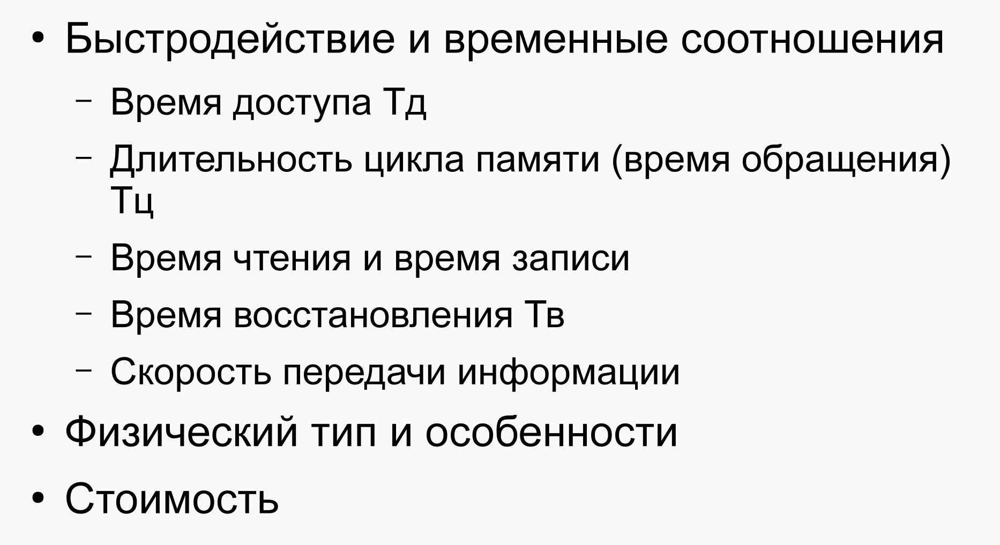 • Быстродействие и временные соотношения
– Время доступа Тд
– Длительность цикла памяти (время обращения)
Тц
– Время чтения и время записи
– Время восстановления Тв
– Скорость передачи информации
• Физический тип и особенности
• Стоимость